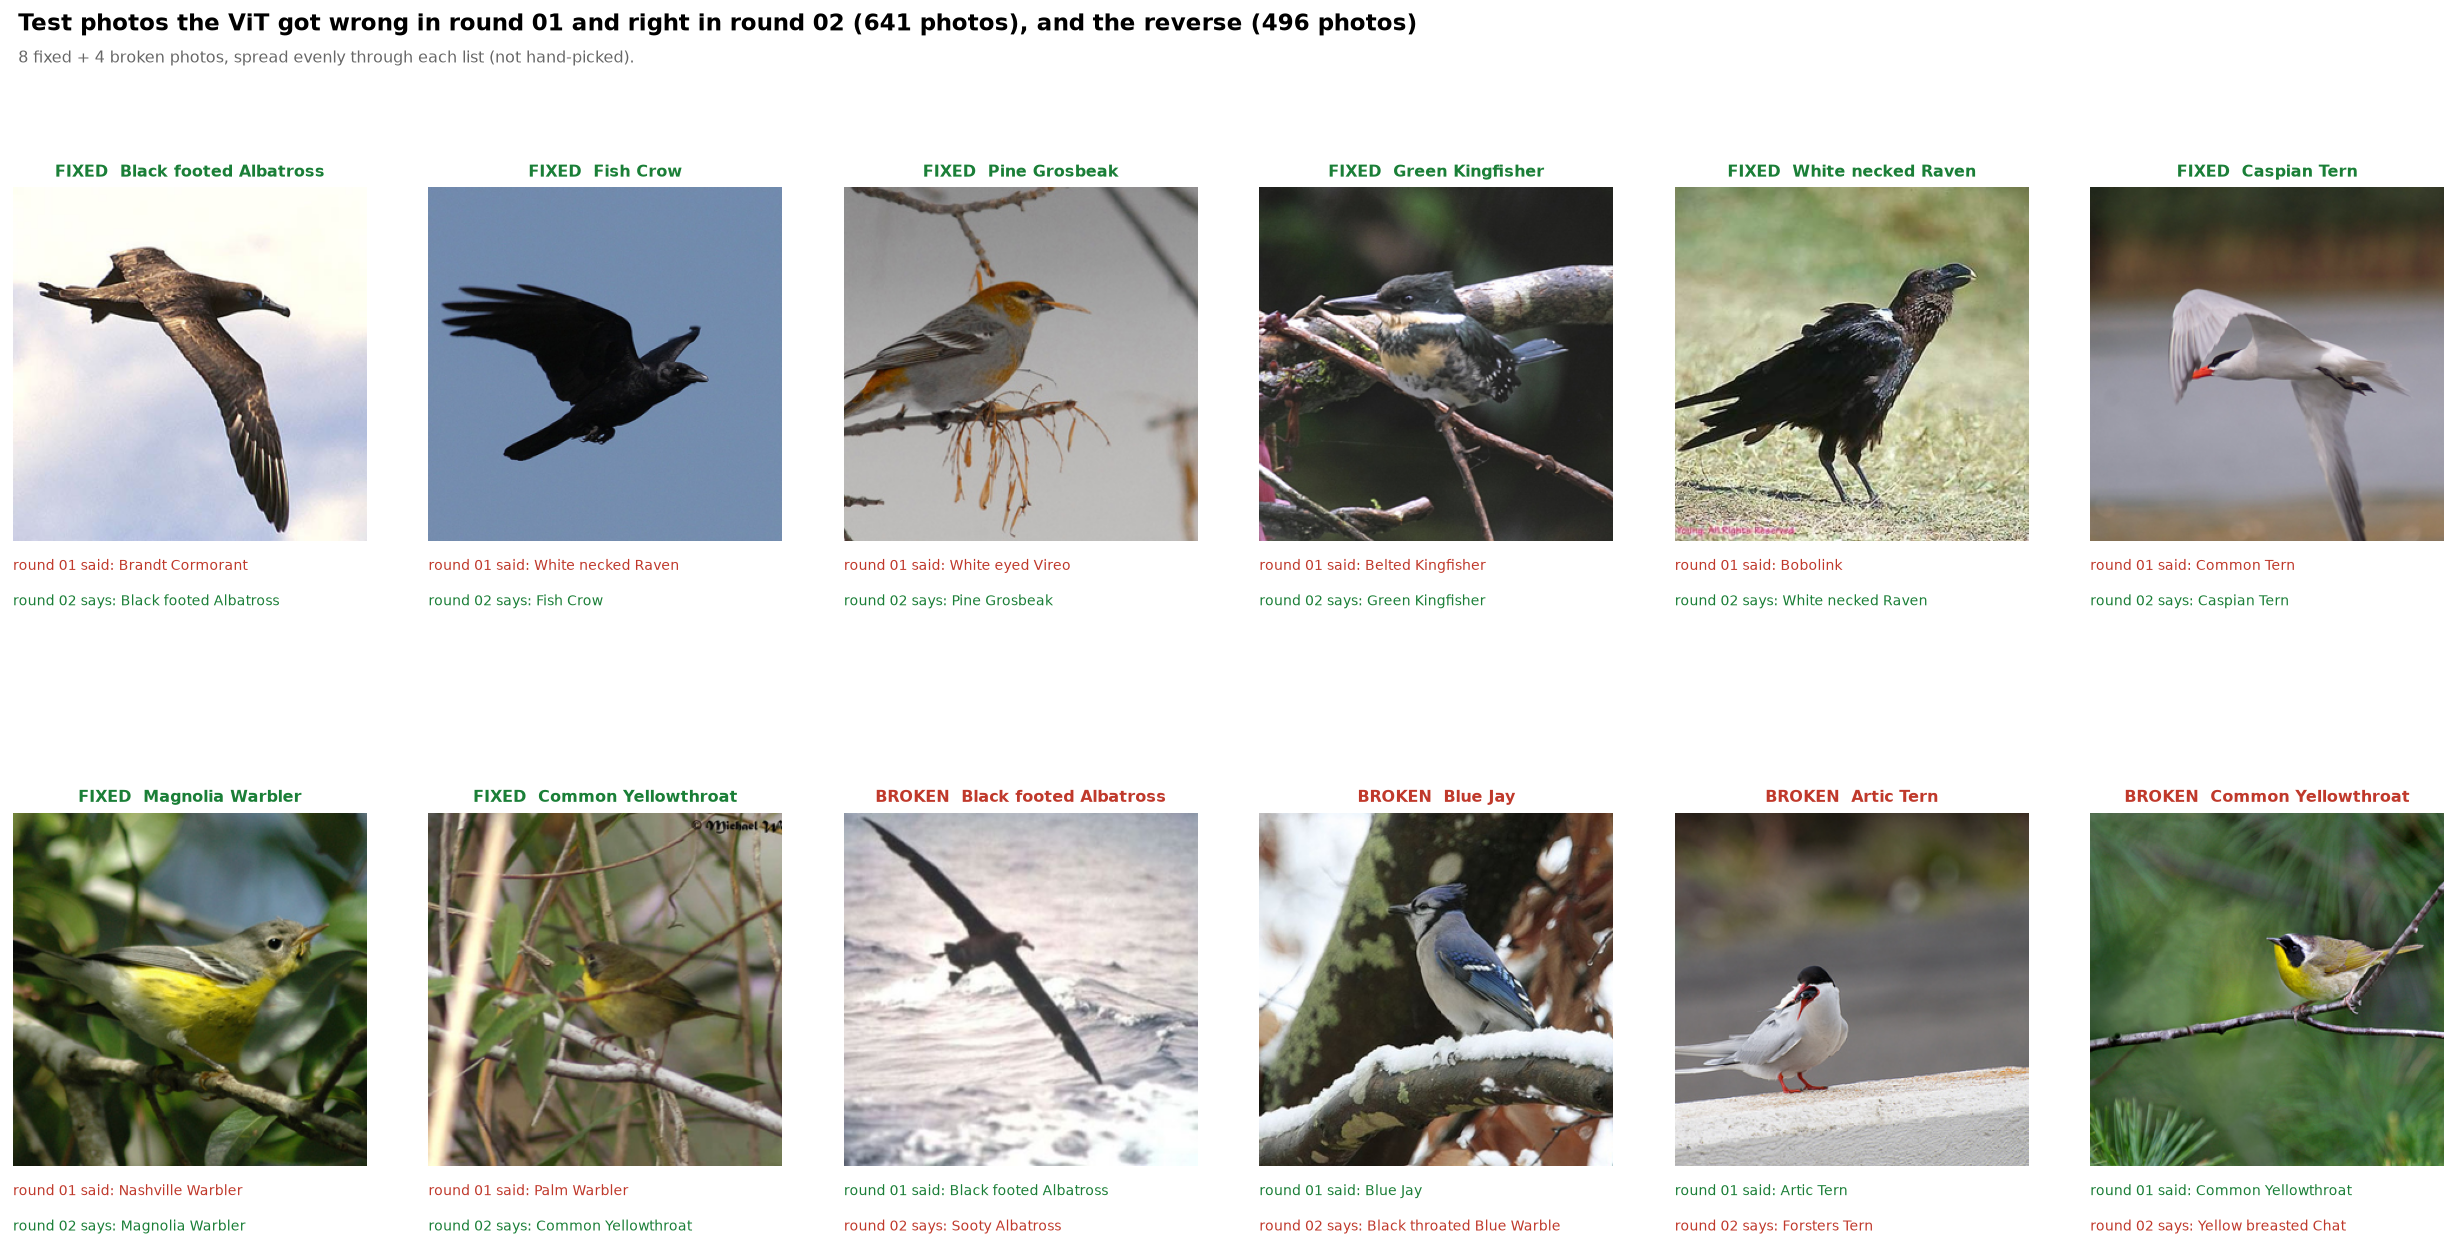 Test photos the ViT got wrong in round 01 and right in round 02 (641 photos), and the reverse (496 photos)
8 fixed + 4 broken photos, spread evenly through each list (not hand-picked).
FIXED Black footed Albatross
FIXED Fish Crow
FIXED Pine Grosbeak
FIXED Green Kingfisher
FIXED White necked Raven
FIXED Caspian Tern
Young. All Rights Reserved.
round 01 said: Brandt Cormorant
round 02 says: Black footed Albatross
round 01 said: White necked Raven
round 02 says: Fish Crow
round 01 said: White eyed Vireo
round 02 says: Pine Grosbeak
round 01 said: Belted Kingfisher
round 02 says: Green Kingfisher
round 01 said: Bobolink
round 02 says: White necked Raven
round 01 said: Common Tern
round 02 says: Caspian Tern
FIXED Magnolia Warbler
FIXED Common Yellowthroat
BROKEN Black footed Albatross
BROKEN Blue Jay
BROKEN Artic Tern
BROKEN Common Yellowthroat
© Michael W
round 01 said: Nashville Warbler
round 02 says: Magnolia Warbler
round 01 said: Palm Warbler
round 02 says: Common Yellowthroat
round 01 said: Black footed Albatross
round 02 says: Sooty Albatross
round 01 said: Blue Jay
round 02 says: Black throated Blue Warble
round 01 said: Artic Tern
round 02 says: Forsters Tern
round 01 said: Common Yellowthroat
round 02 says: Yellow breasted Chat